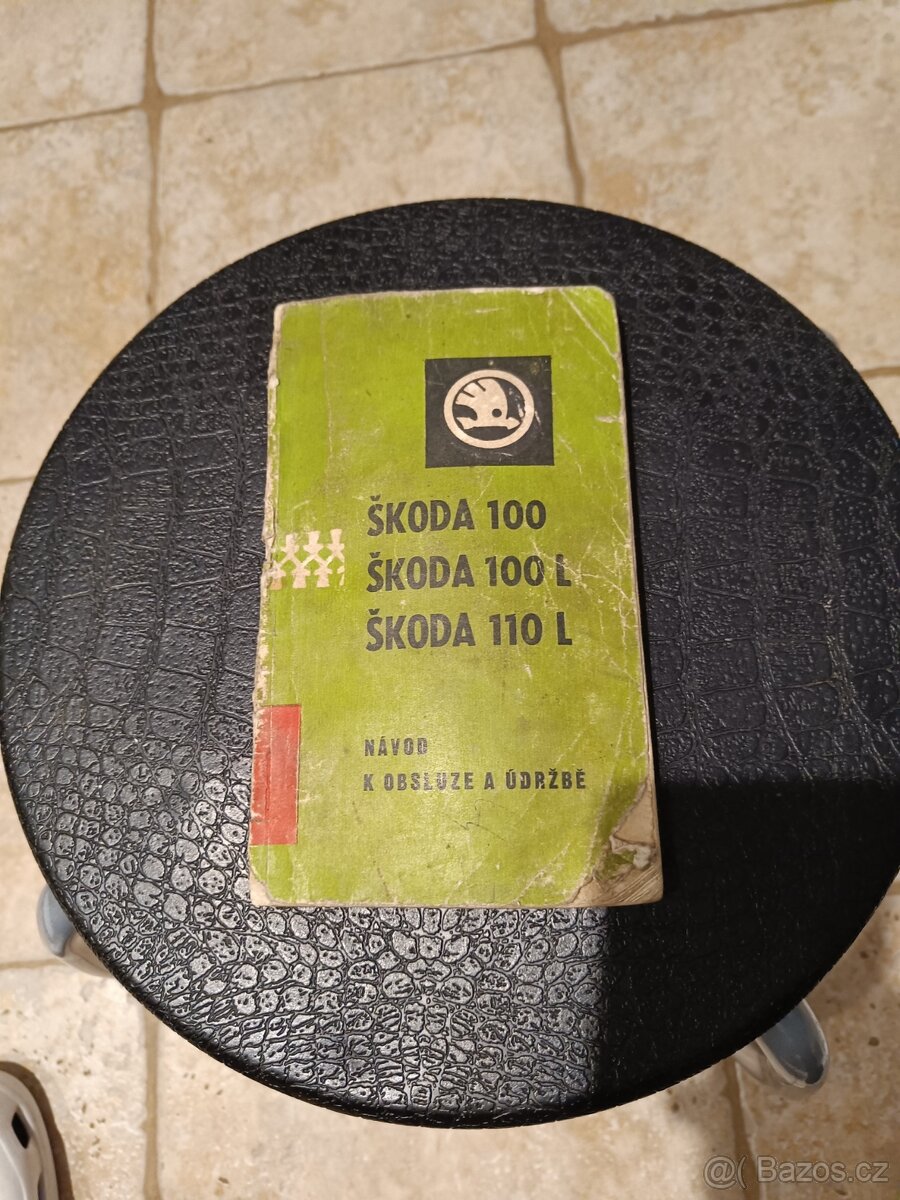 ŠKODA 100
ŠKODA 100 L
ŠKODA 110 L
NÁVOD
K OBSLUZE A ÚDRŽBĚ
@( Bazos.cz